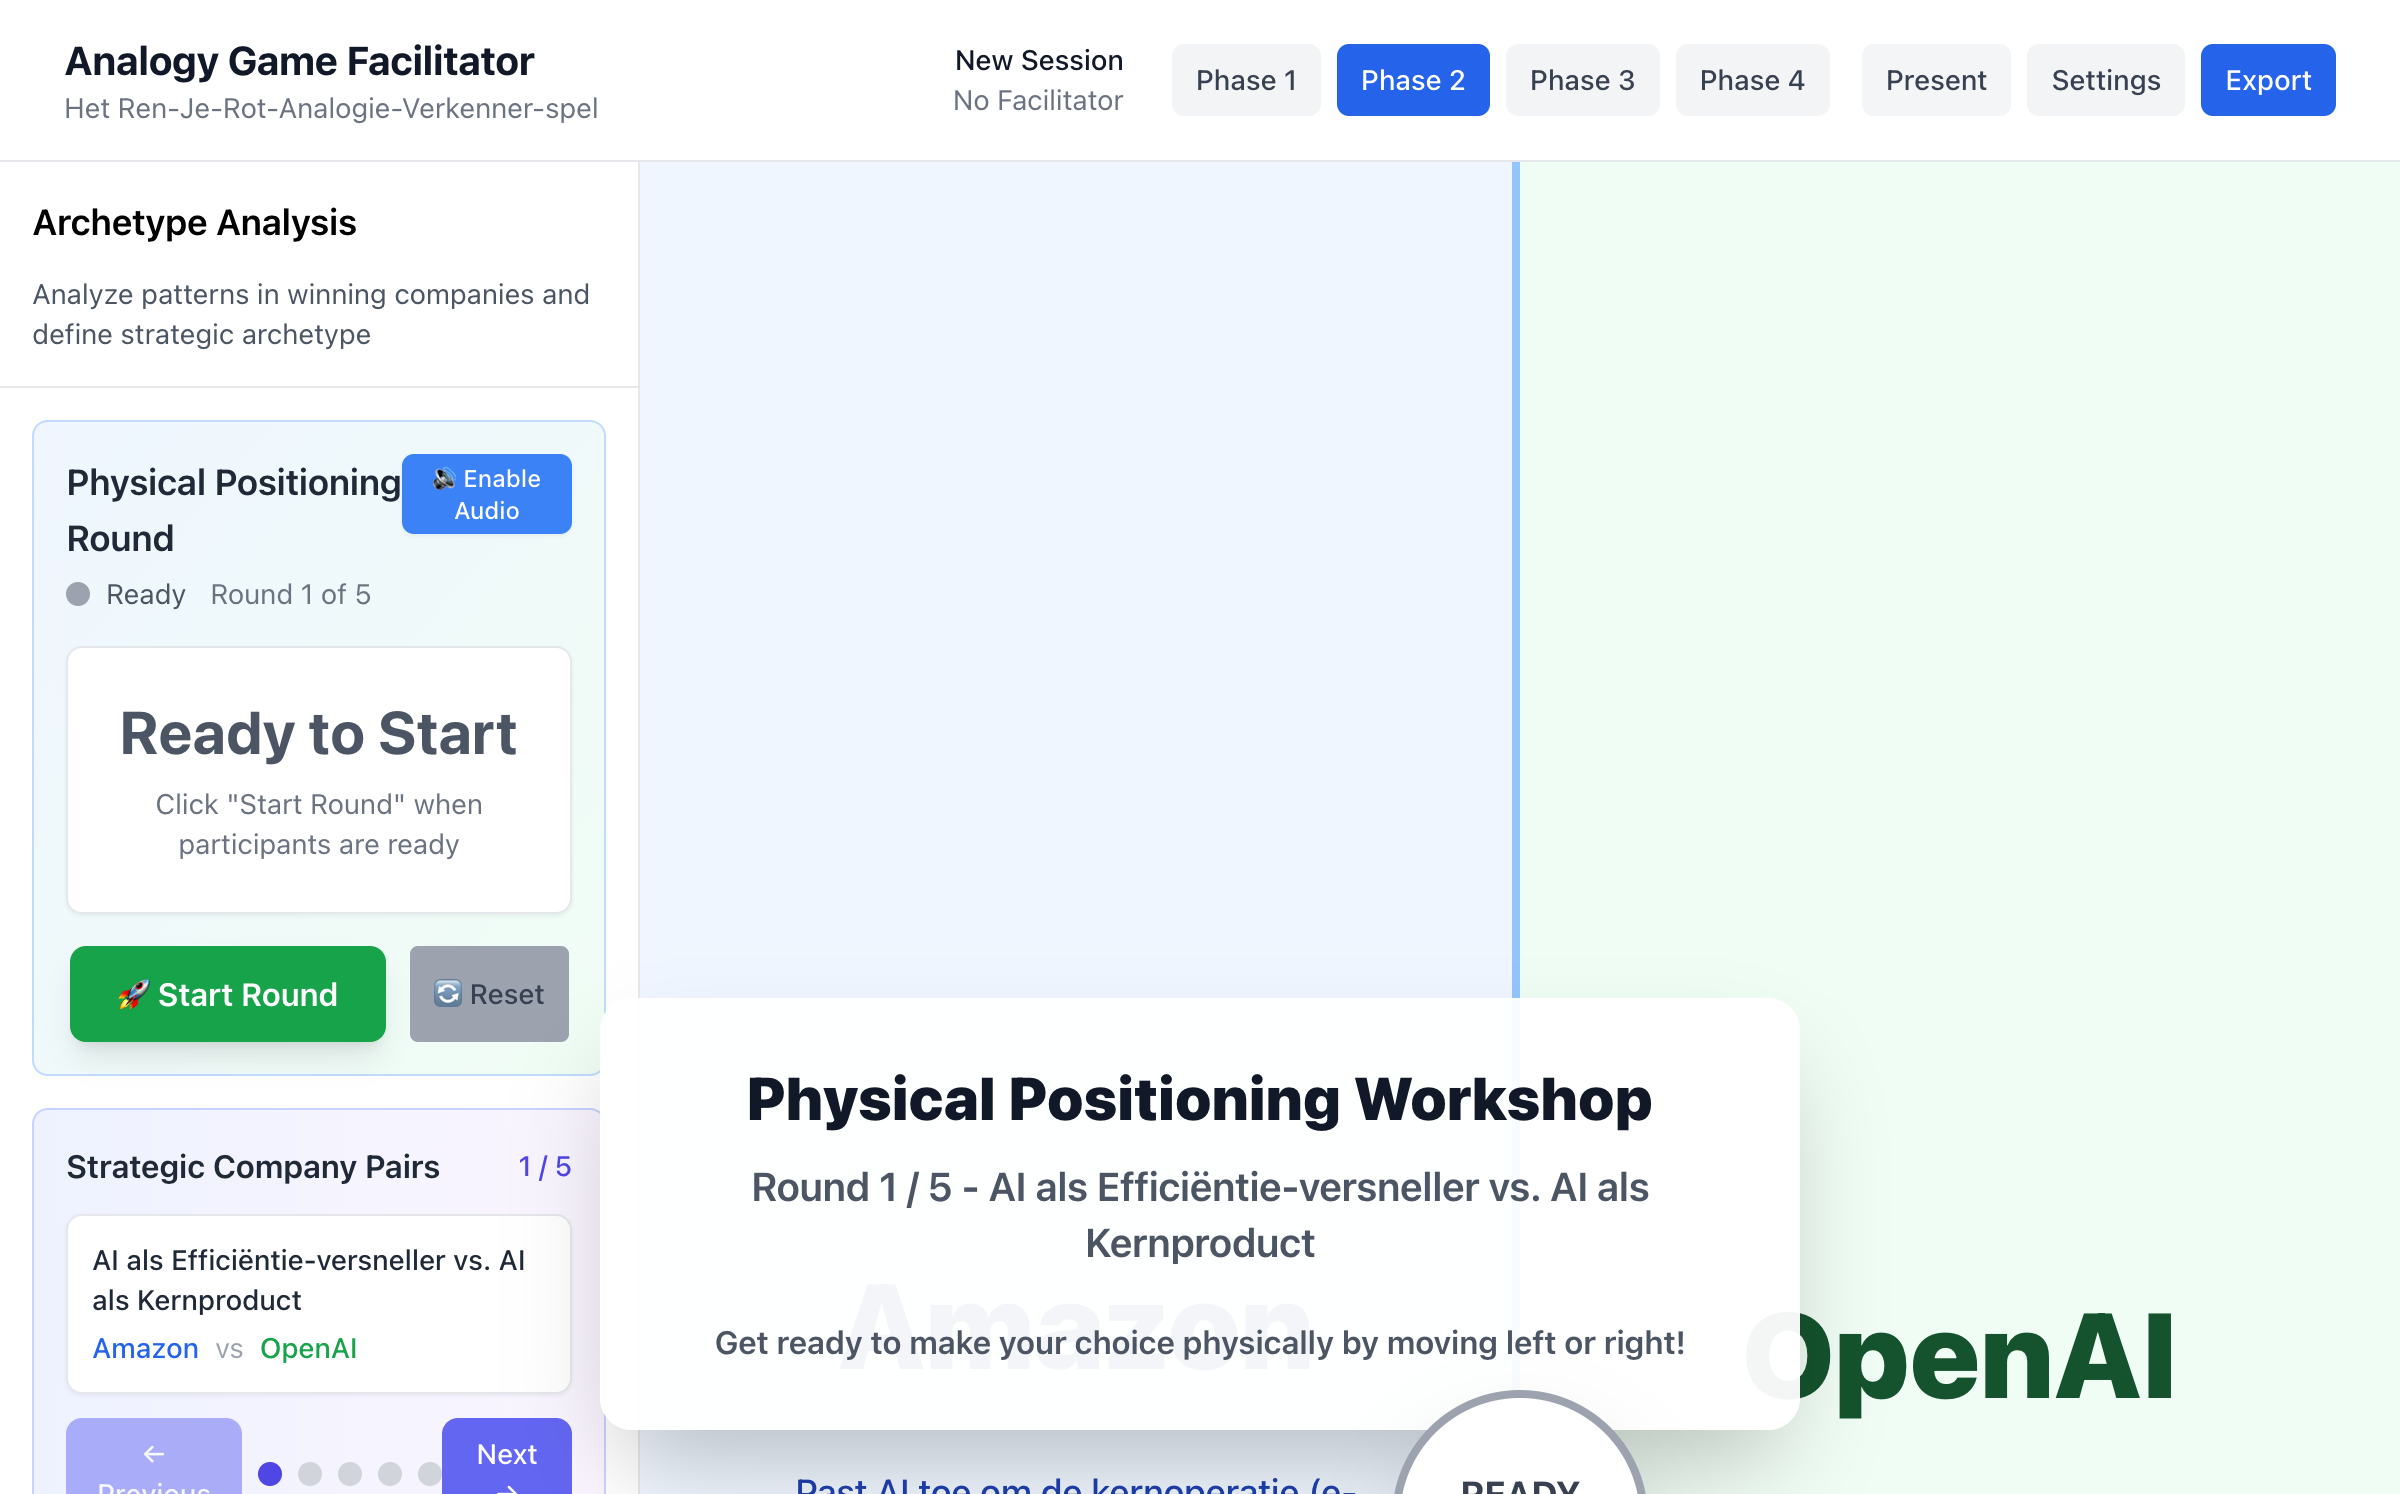 Analogy Game Facilitator
Het Ren-Je-Rot-Analogie-Verkenner-spel
New Session
No Facilitator
Phase 1
Phase 2
Phase 3
Phase 4
Present
Settings
Export
Archetype Analysis
Analyze patterns in winning companies and
define strategic archetype
Physical Positioning
Round
Enable
Audio
Ready Round 1 of 5
Ready to Start
Click "Start Round" when
participants are ready
Start Round
Reset
Strategic Company Pairs 1 / 5
AI als Efficiëntie-versneller vs. AI
als Kernproduct
Amazon vs OpenAI
←
Previous
Next
→
Physical Positioning Workshop
Round 1 / 5 - AI als Efficiëntie-versneller vs. AI als
Kernproduct
Amazon
Get ready to make your choice physically by moving left or right!
OpenAI
Past AI toe om de kernoperatie (e-
READY